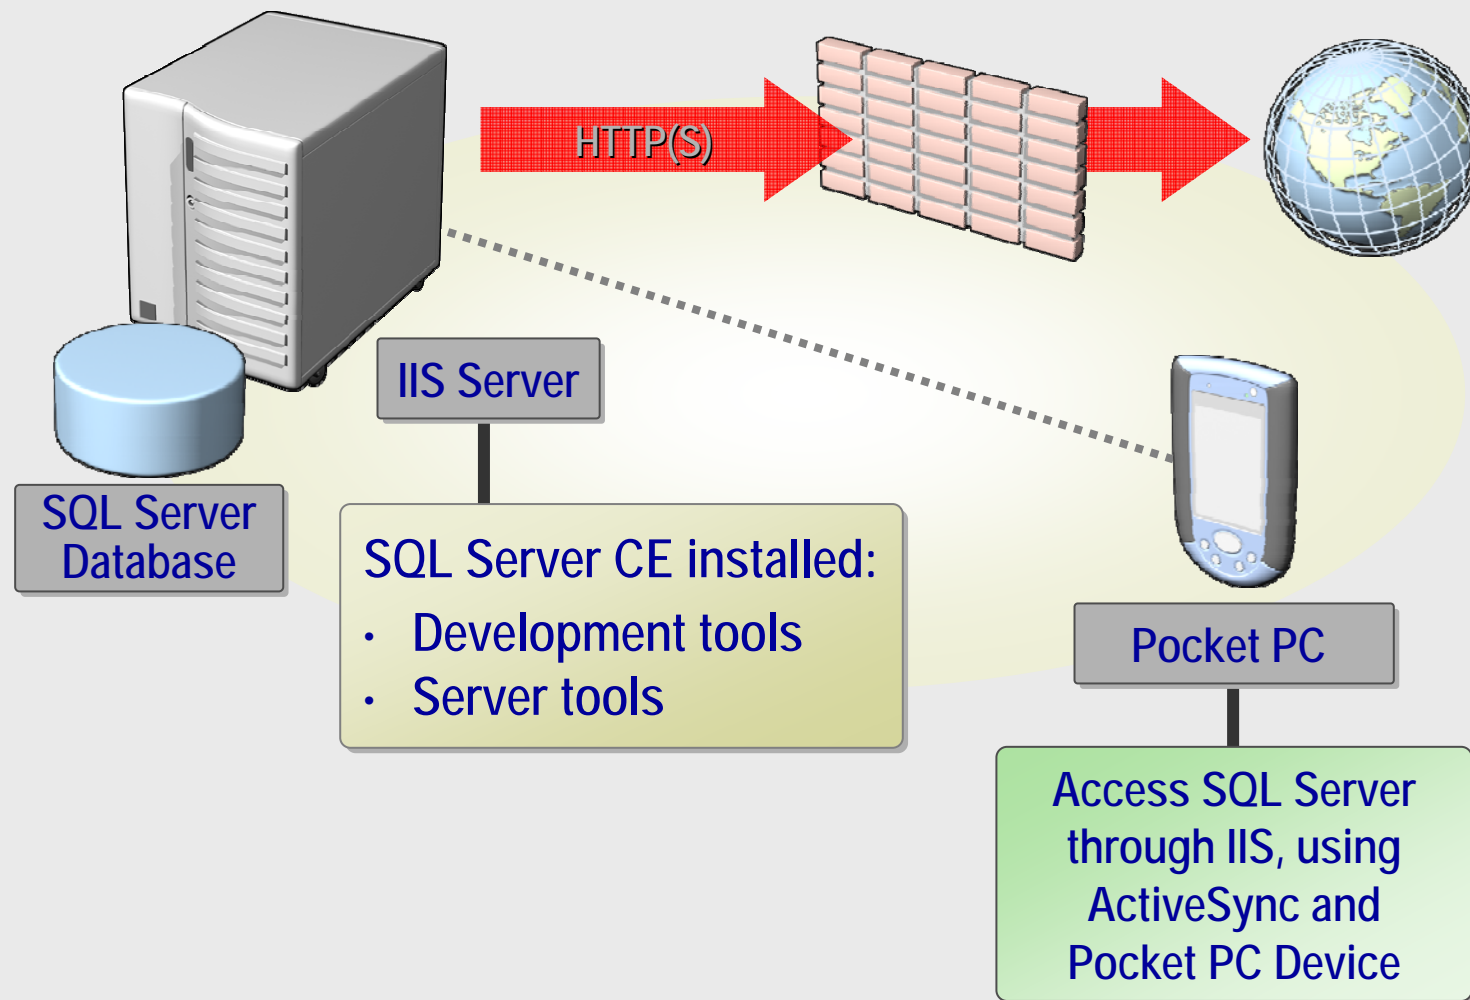 HTTP(S)
IIS Server
SQL Server
Database
SQL Server CE installed:
• Development tools
• Server tools
Pocket PC
Access SQL Server
through IIS, using
ActiveSync and
Pocket PC Device